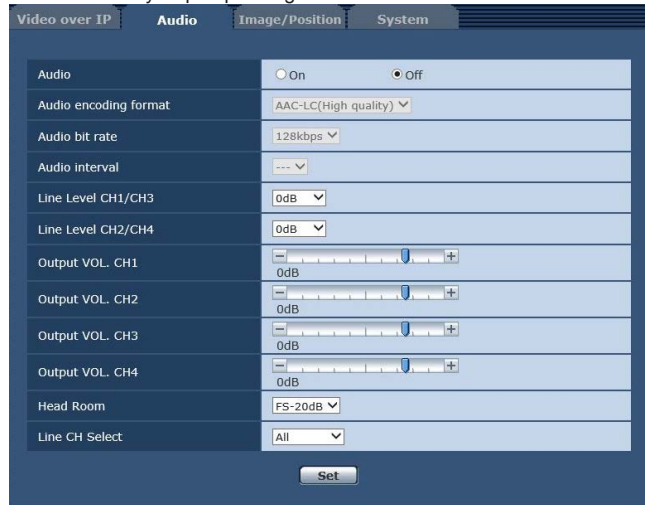 Video over IP Audio Image/Position System
Audio On Off
Audio encoding format AAC-LC(High quality)
Audio bit rate 128kbps
Audio interval ---
Line Level CH1/CH3 0dB
Line Level CH2/CH4 0dB
Output VOL. CH1 - +
0dB
Output VOL. CH2 - +
0dB
Output VOL. CH3 - +
0dB
Output VOL. CH4 - +
0dB
Head Room FS-20dB
Line CH Select All
Set